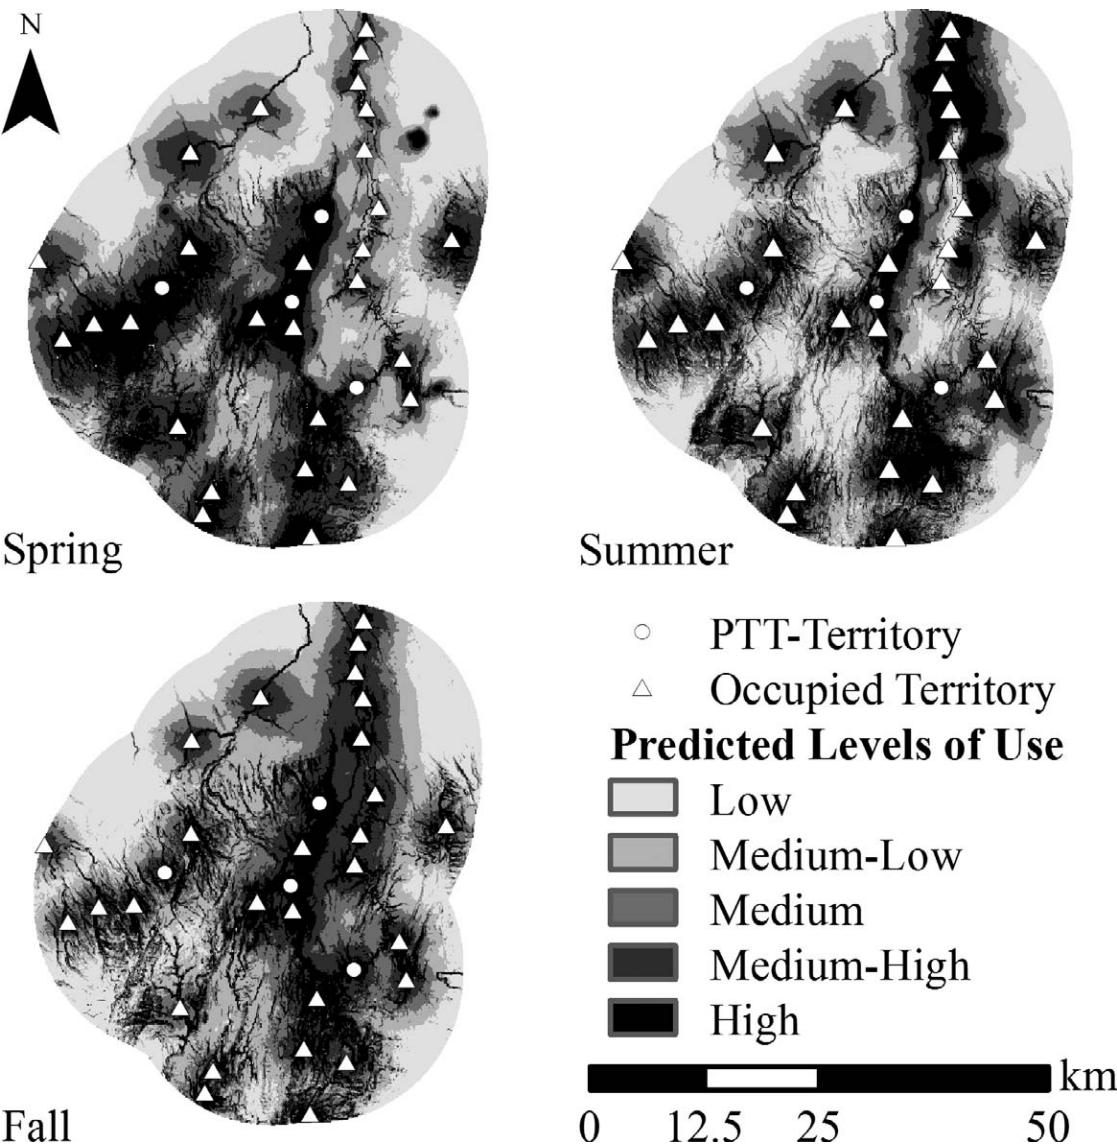 N
Spring
Summer
PTT-Territory
Occupied Territory
Predicted Levels of Use
Low
Medium-Low
Medium
Medium-High
High
Fall
km
0 12.5 25 50